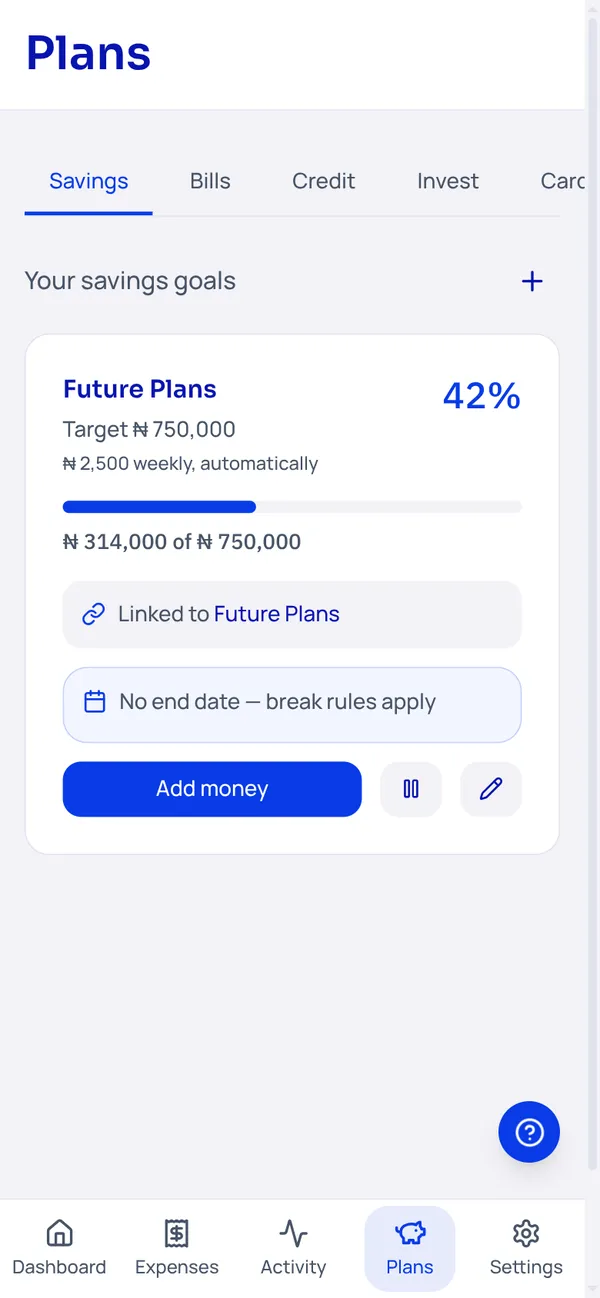 Plans
Savings Bills Credit Invest Card
Your savings goals
Future Plans 42%
Target ₦ 750,000
₦ 2,500 weekly, automatically
₦ 314,000 of ₦ 750,000
Linked to Future Plans
No end date — break rules apply
Add money
Dashboard Expenses Activity Plans Settings